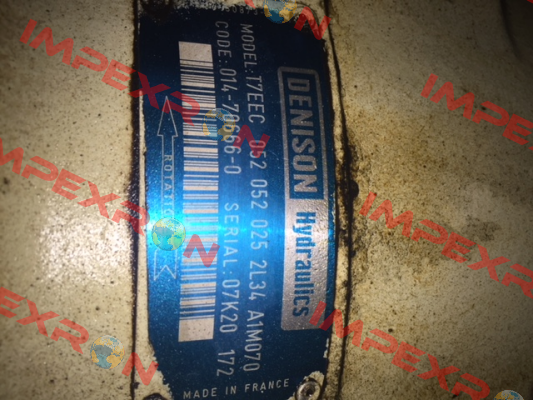 DENISON Hydraulics
MODEL: T7EEC 052 052 025 2L34 A1M070
CODE: 014-70666-0 SERIAL: 07K20 172
MADE IN FRANCE
IMPEXRON
IMPEXRON
IMPEXRON
IMPEXRON
IMPEXRON